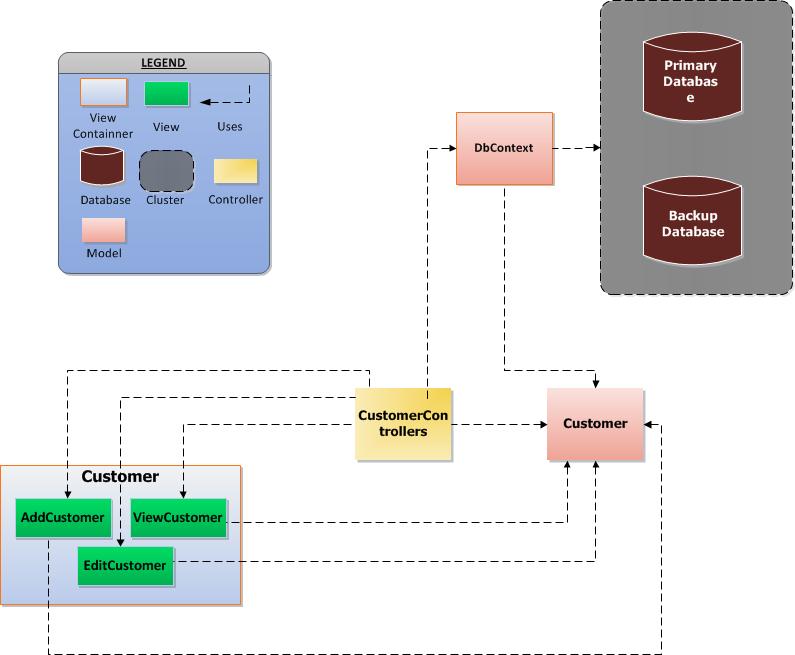 LEGEND
View
Containner
View
Uses
Database
Cluster
Controller
Model
Primary
Databas
e
DbContext
Backup
Database
CustomerCon
trollers
Customer
Customer
AddCustomer
ViewCustomer
EditCustomer